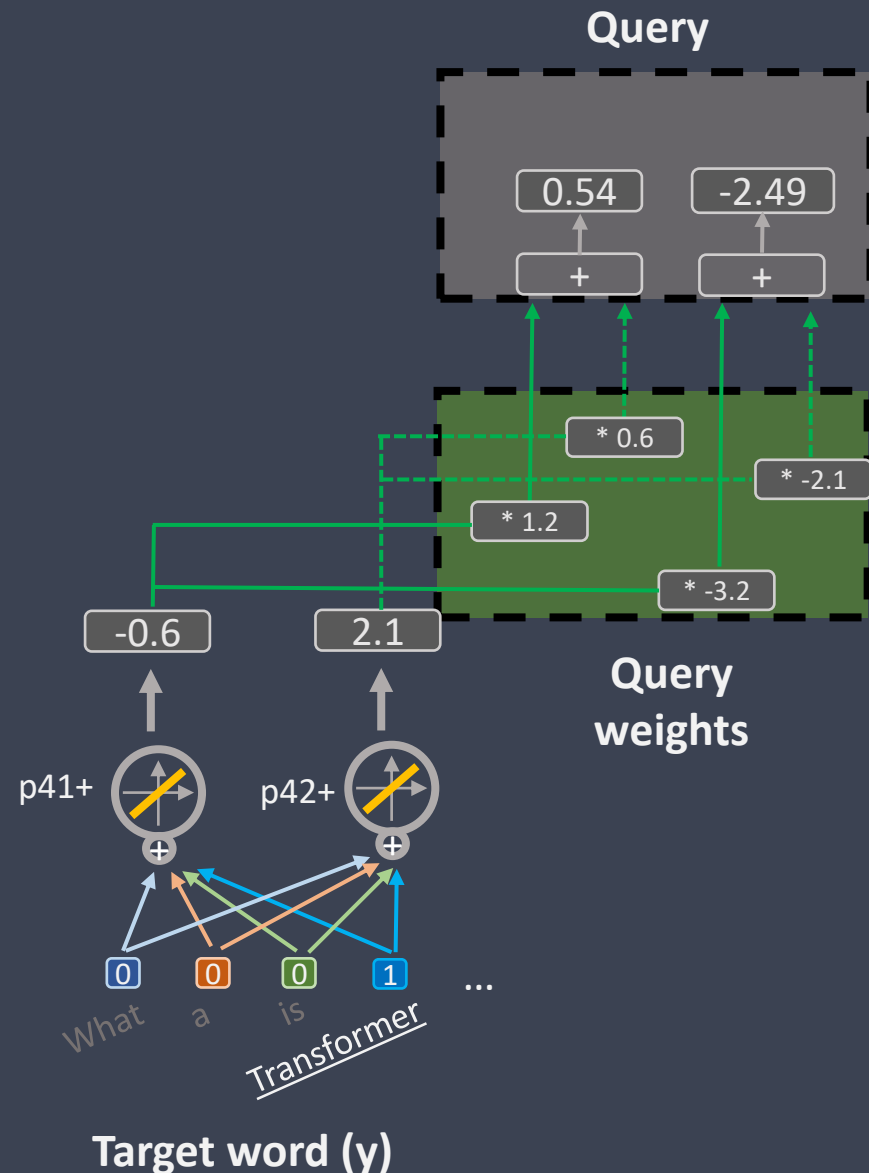 Query
0.54 -2.49
+ +
* 0.6
* -2.1
* 1.2
* -3.2
-0.6 2.1
Query
weights
p41+ p42+
+ +
0 0 0 1 ...
What a is Transformer
Target word (y)